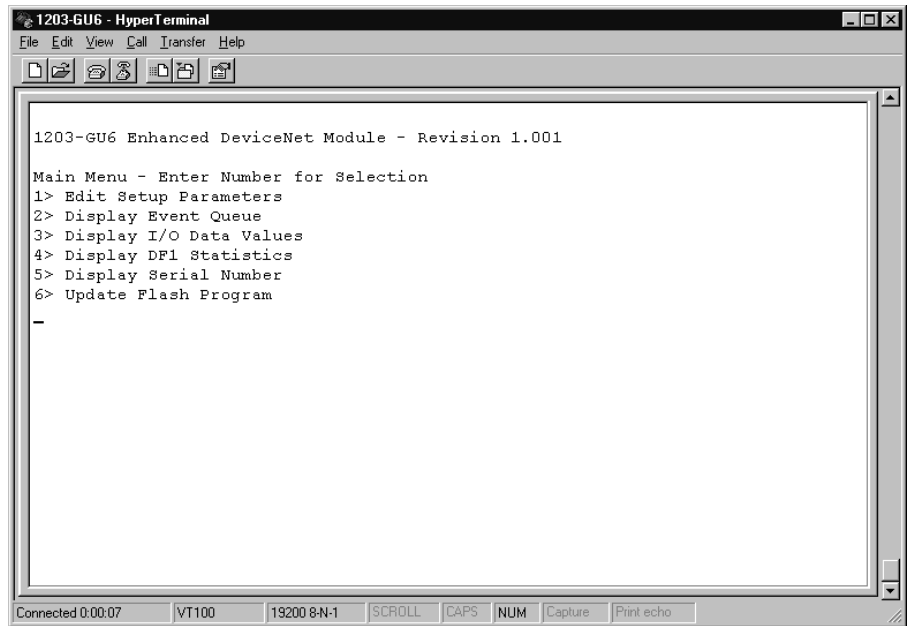 1203-GU6 - HyperTerminal
File Edit View Call Transfer Help
1203-GU6 Enhanced DeviceNet Module - Revision 1.001
Main Menu - Enter Number for Selection
1> Edit Setup Parameters
2> Display Event Queue
3> Display I/O Data Values
4> Display DF1 Statistics
5> Display Serial Number
6> Update Flash Program
Connected 0:00:07 VT100 19200 8-N-1 SCROLL CAPS NUM Capture Print echo